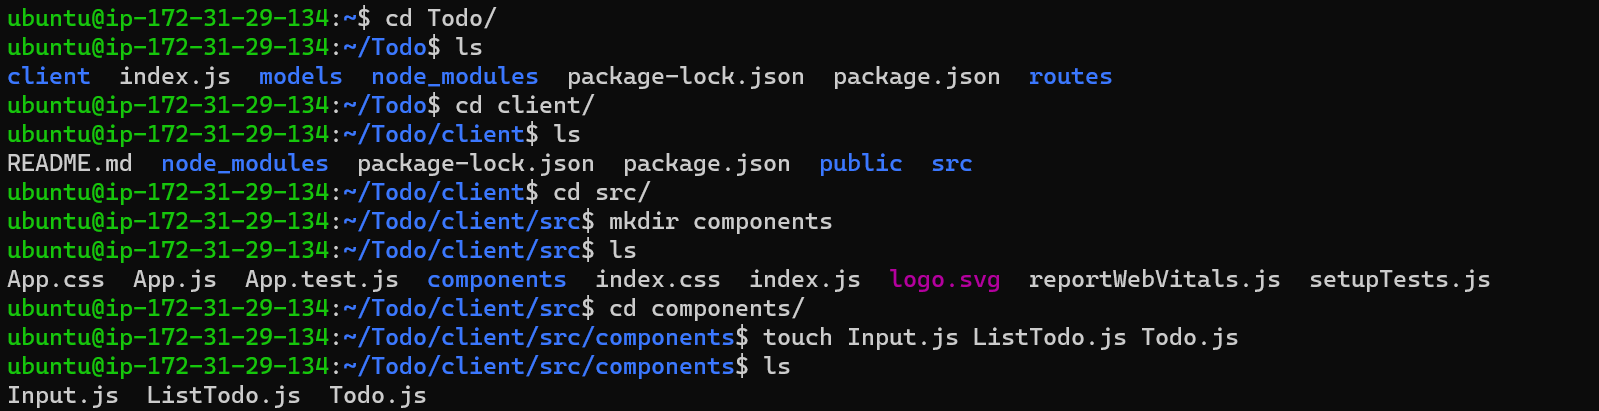 ubuntu@ip-172-31-29-134:~$ cd Todo/
ubuntu@ip-172-31-29-134:~/Todo$ ls
client  index.js  models  node_modules  package-lock.json  package.json  routes
ubuntu@ip-172-31-29-134:~/Todo$ cd client/
ubuntu@ip-172-31-29-134:~/Todo/client$ ls
README.md  node_modules  package-lock.json  package.json  public  src
ubuntu@ip-172-31-29-134:~/Todo/client$ cd src/
ubuntu@ip-172-31-29-134:~/Todo/client/src$ mkdir components
ubuntu@ip-172-31-29-134:~/Todo/client/src$ ls
App.css  App.js  App.test.js  components  index.css  index.js  logo.svg  reportWebVitals.js  setupTests.js
ubuntu@ip-172-31-29-134:~/Todo/client/src$ cd components/
ubuntu@ip-172-31-29-134:~/Todo/client/src/components$ touch Input.js ListTodo.js Todo.js
ubuntu@ip-172-31-29-134:~/Todo/client/src/components$ ls
Input.js  ListTodo.js  Todo.js